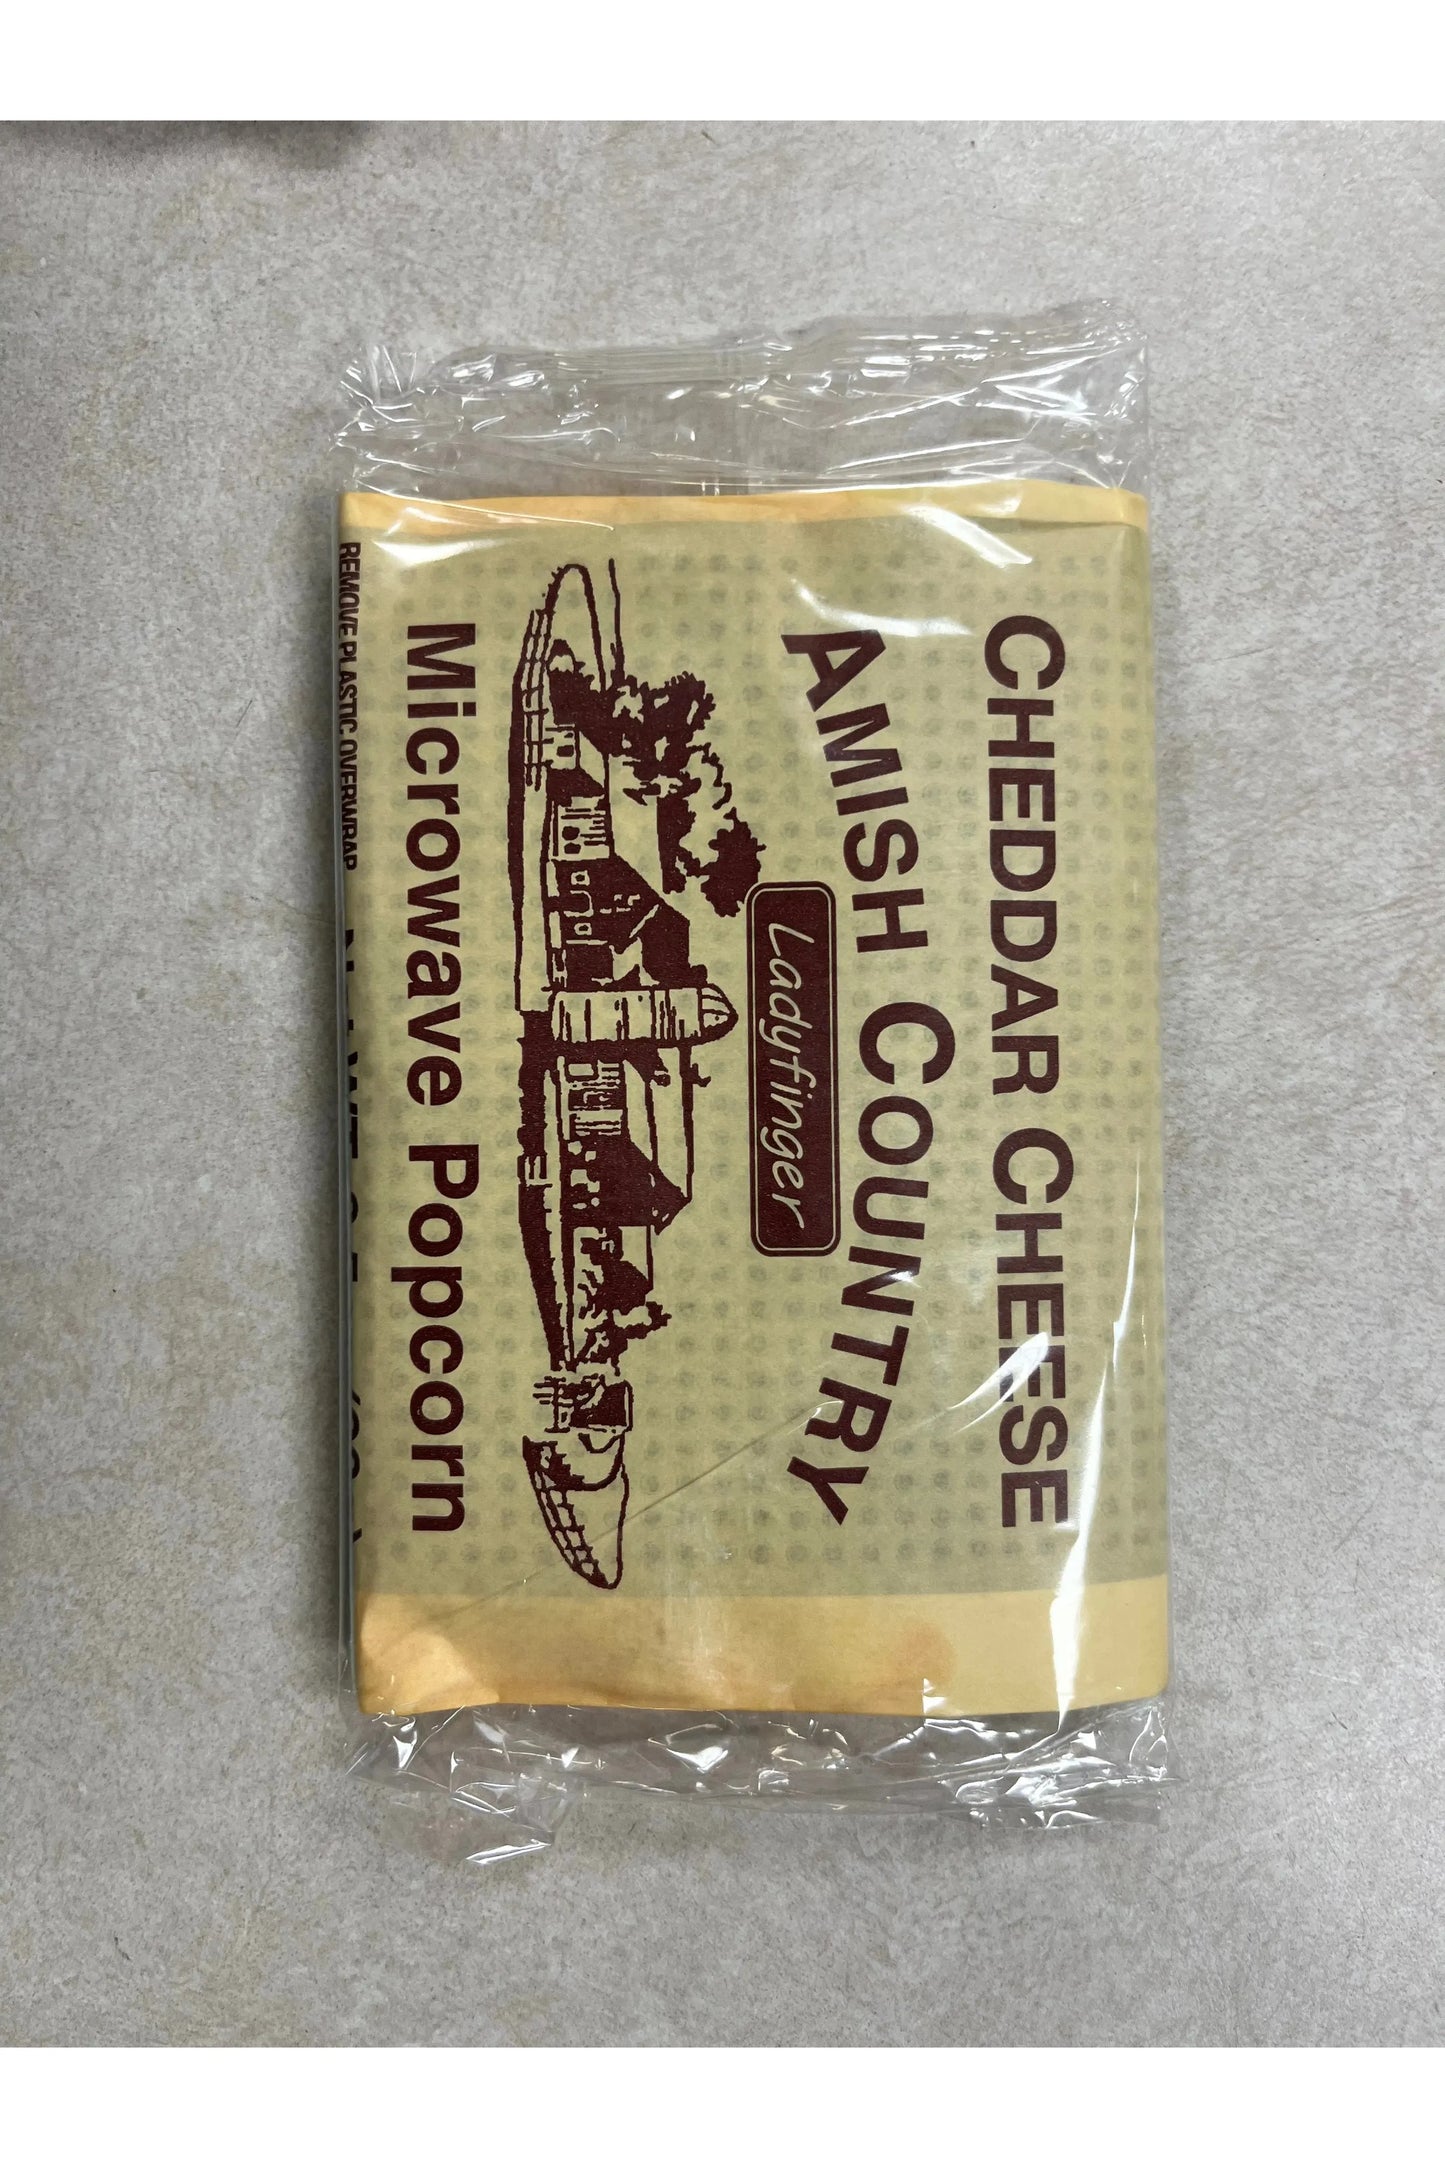 CHEDDAR CHEESE
AMISH COUNTRY
Ladyfinger
Microwave Popcorn
REMOVE PLASTIC OVERWRAP